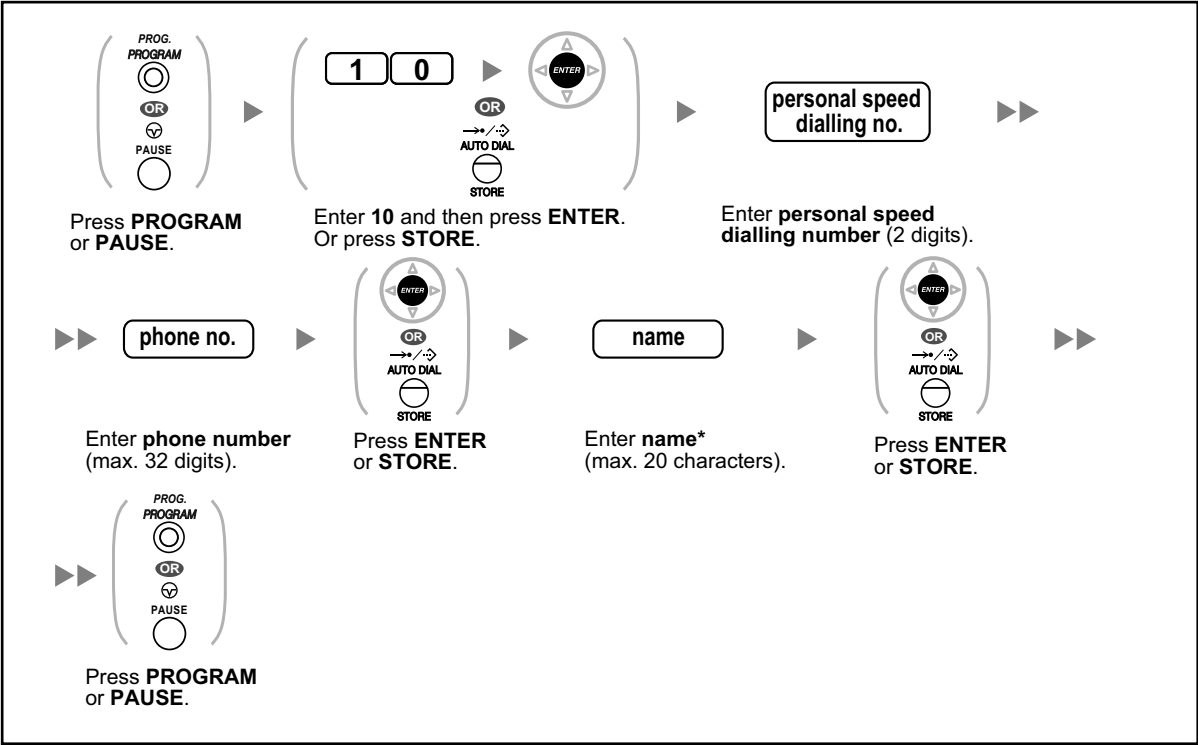 PROG.
PROGRAM
OR
PAUSE
Press PROGRAM
or PAUSE.
1 0
ENTER
OR
AUTO DIAL
STORE
Enter 10 and then press ENTER.
Or press STORE.
personal speed
dialling no.
Enter personal speed
dialling number (2 digits).
phone no.
Enter phone number
(max. 32 digits).
ENTER
OR
AUTO DIAL
STORE
Press ENTER
or STORE.
name
Enter name*
(max. 20 characters).
ENTER
OR
AUTO DIAL
STORE
Press ENTER
or STORE.
PROG.
PROGRAM
OR
PAUSE
Press PROGRAM
or PAUSE.